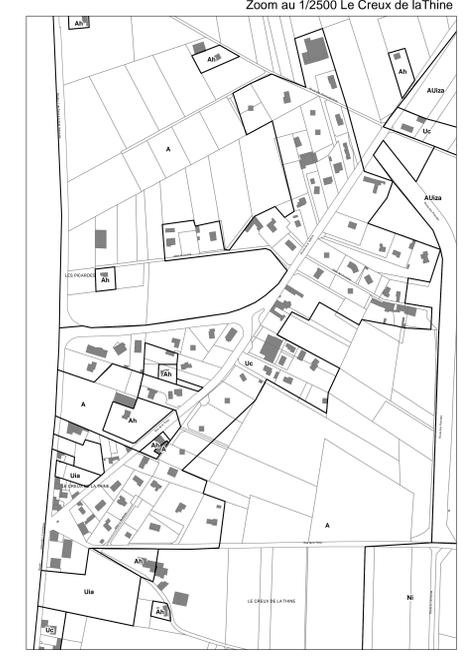 Zoom au 1/2500 Le Creux de laThine
Ah
Ah
Ah
AUiza
Uc
A
AUiza
LES PICARDES
Ah
Uc
Ah
A
Ah
Ah
Uia
LE CREUX DE LA THINE
A
Ah
Uia
LE CREUX DE LA THINE
Ni
Ah
Uc